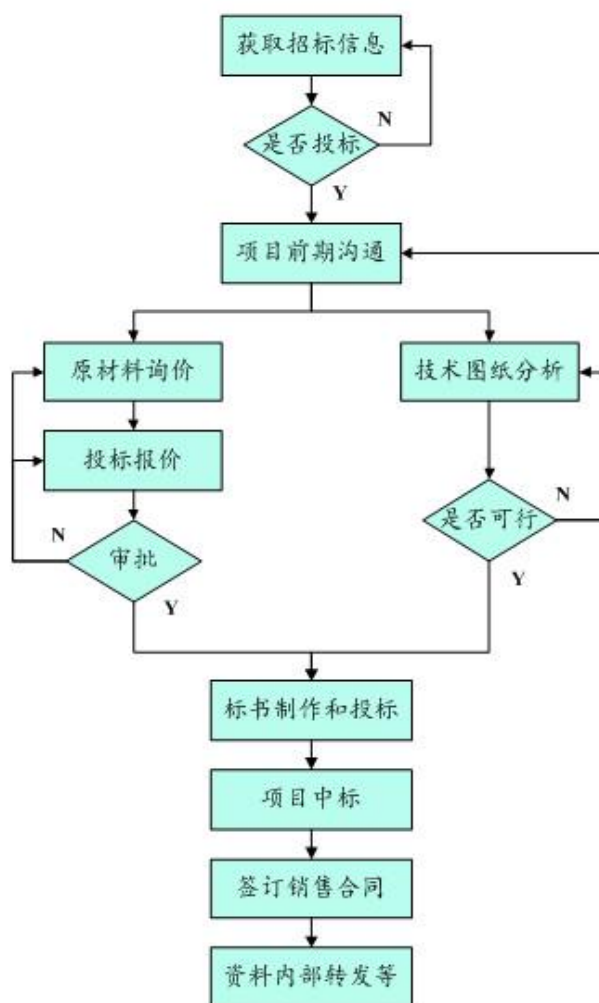 获取招标信息
是否投标
N
Y
项目前期沟通
原材料询价
技术图纸分析
投标报价
是否可行
N
N
审批
Y
Y
标书制作和投标
项目中标
签订销售合同
资料内部转发等